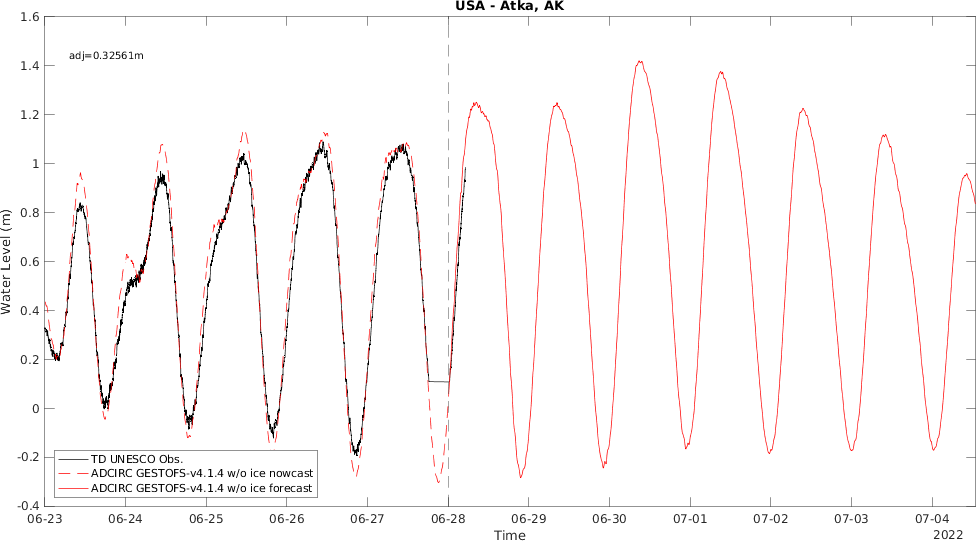 USA - Atka, AK
adj=0.32561m
Water Level (m)
1.6
1.4
1.2
1
0.8
0.6
0.4
0.2
0
-0.2
-0.4
TD UNESCO Obs.
ADCIRC GESTOFS-v4.1.4 w/o ice nowcast
ADCIRC GESTOFS-v4.1.4 w/o ice forecast
06-23 06-24 06-25 06-26 06-27 06-28 06-29 06-30 07-01 07-02 07-03 07-04
Time
2022